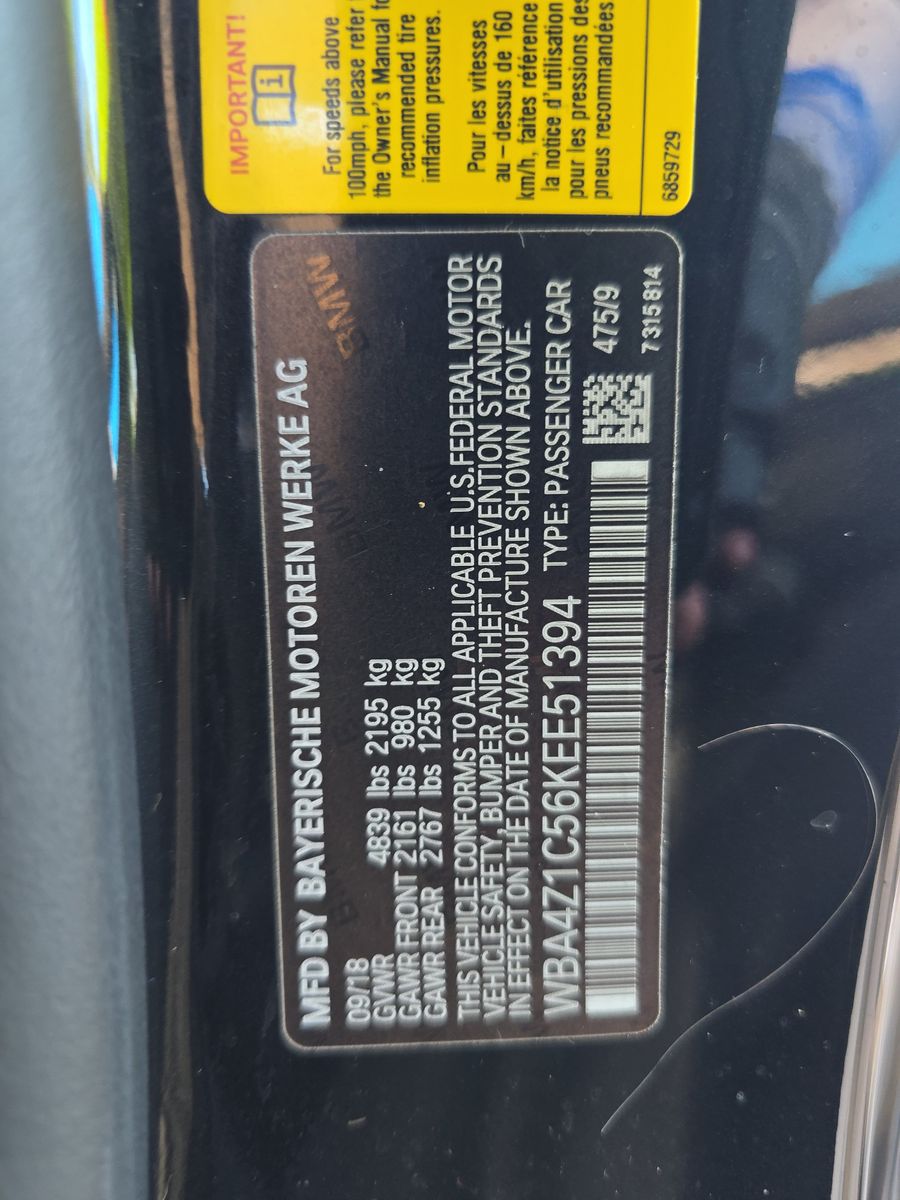 MFD BY BAYERISCHE MOTOREN WERKE AG
BMW
09/18
GVWR 4839 lbs 2195 kg
GAWR FRONT 2161 lbs 980 kg
GAWR REAR 2767 lbs 1255 kg
THIS VEHICLE CONFORMS TO ALL APPLICABLE U.S.FEDERAL MOTOR
VEHICLE SAFETY, BUMPER AND THEFT PREVENTION STANDARDS
IN EFFECT ON THE DATE OF MANUFACTURE SHOWN ABOVE.
WBA4Z1C56KEE51394 TYPE: PASSENGER CAR
475/9
7 315 814
IMPORTANT!
For speeds above
100mph, please refer
the Owner's Manual
recommended tire
inflation pressures.
Pour les vitesses
au-dessus de 160
km/h, faites référence
la notice d'utilisation
pour les pressions des
pneus recommandées
6859729